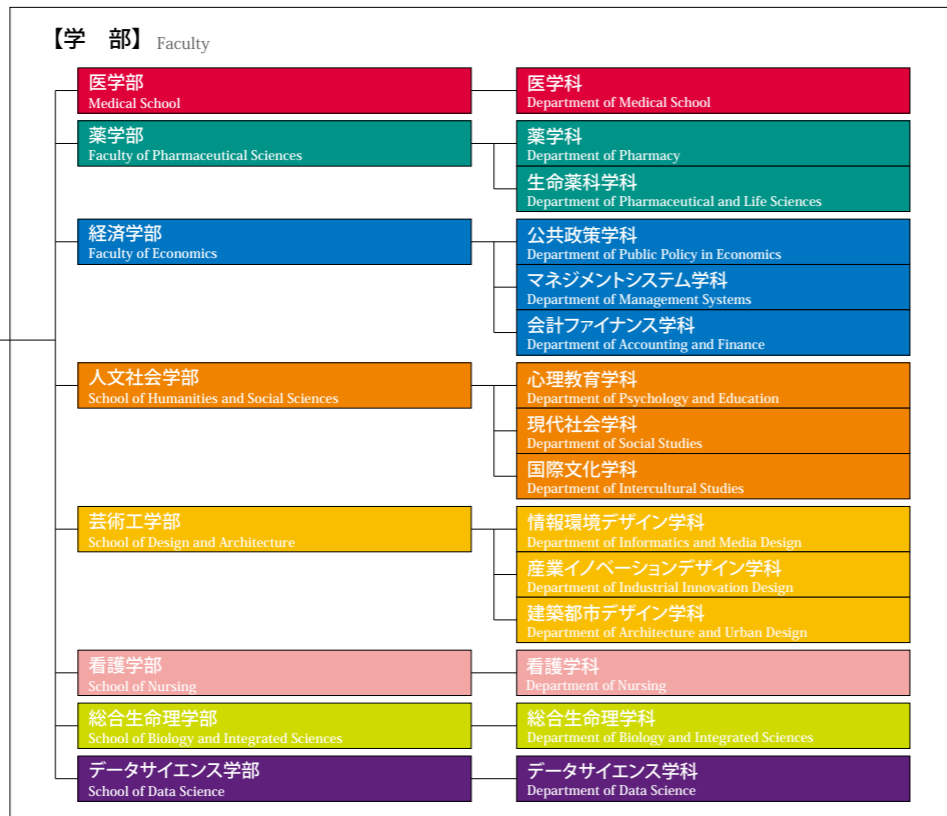 【学　部】 Faculty
医学部
Medical School
医学科
Department of Medical School
薬学部
Faculty of Pharmaceutical Sciences
薬学科
Department of Pharmacy
生命薬科学科
Department of Pharmaceutical and Life Sciences
経済学部
Faculty of Economics
公共政策学科
Department of Public Policy in Economics
マネジメントシステム学科
Department of Management Systems
会計ファイナンス学科
Department of Accounting and Finance
人文社会学部
School of Humanities and Social Sciences
心理教育学科
Department of Psychology and Education
現代社会学科
Department of Social Studies
国際文化学科
Department of Intercultural Studies
芸術工学部
School of Design and Architecture
情報環境デザイン学科
Department of Informatics and Media Design
産業イノベーションデザイン学科
Department of Industrial Innovation Design
建築都市デザイン学科
Department of Architecture and Urban Design
看護学部
School of Nursing
看護学科
Department of Nursing
総合生命理学部
School of Biology and Integrated Sciences
総合生命理学科
Department of Biology and Integrated Sciences
データサイエンス学部
School of Data Science
データサイエンス学科
Department of Data Science